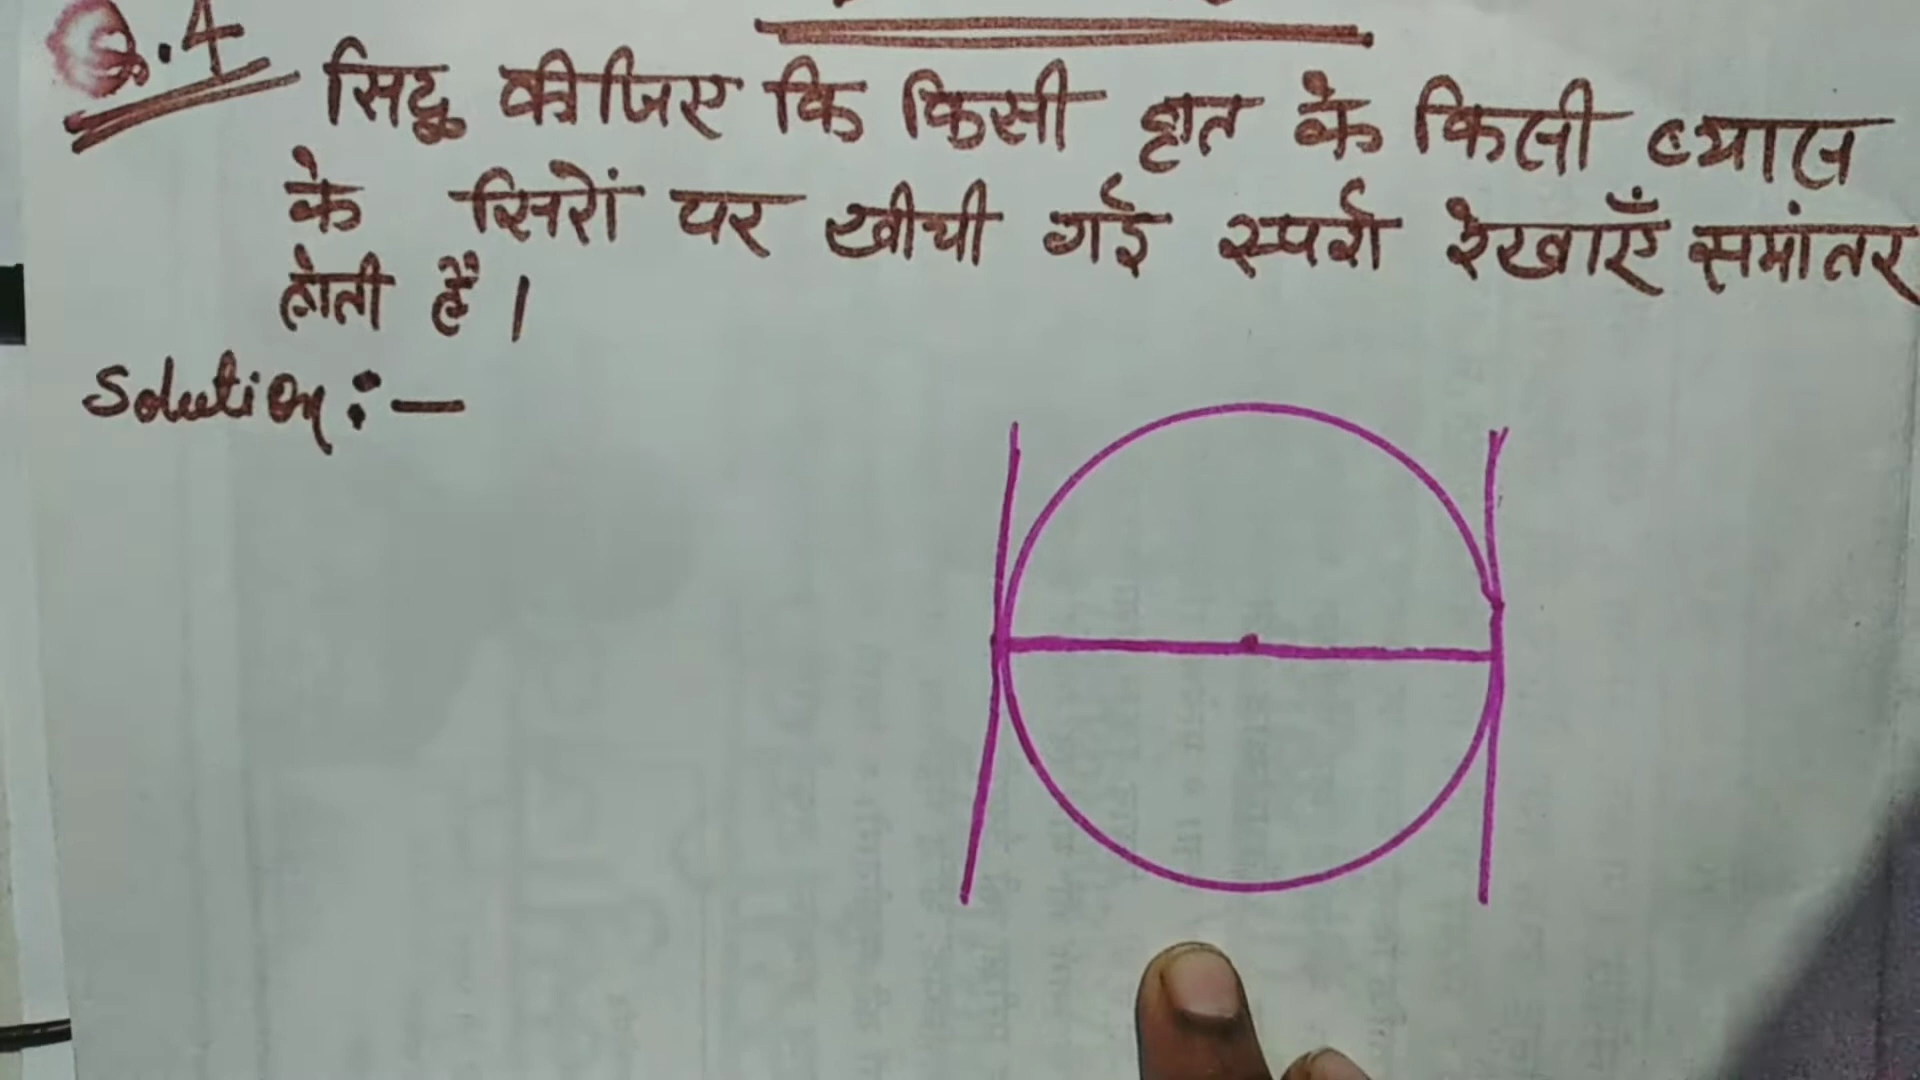 Q.4
सिद्ध कीजिए कि किसी वृत के किसी व्यास
के सिरों पर खींची गई स्पर्श रेखाएँ समांतर
होती हैं।
Solution:—